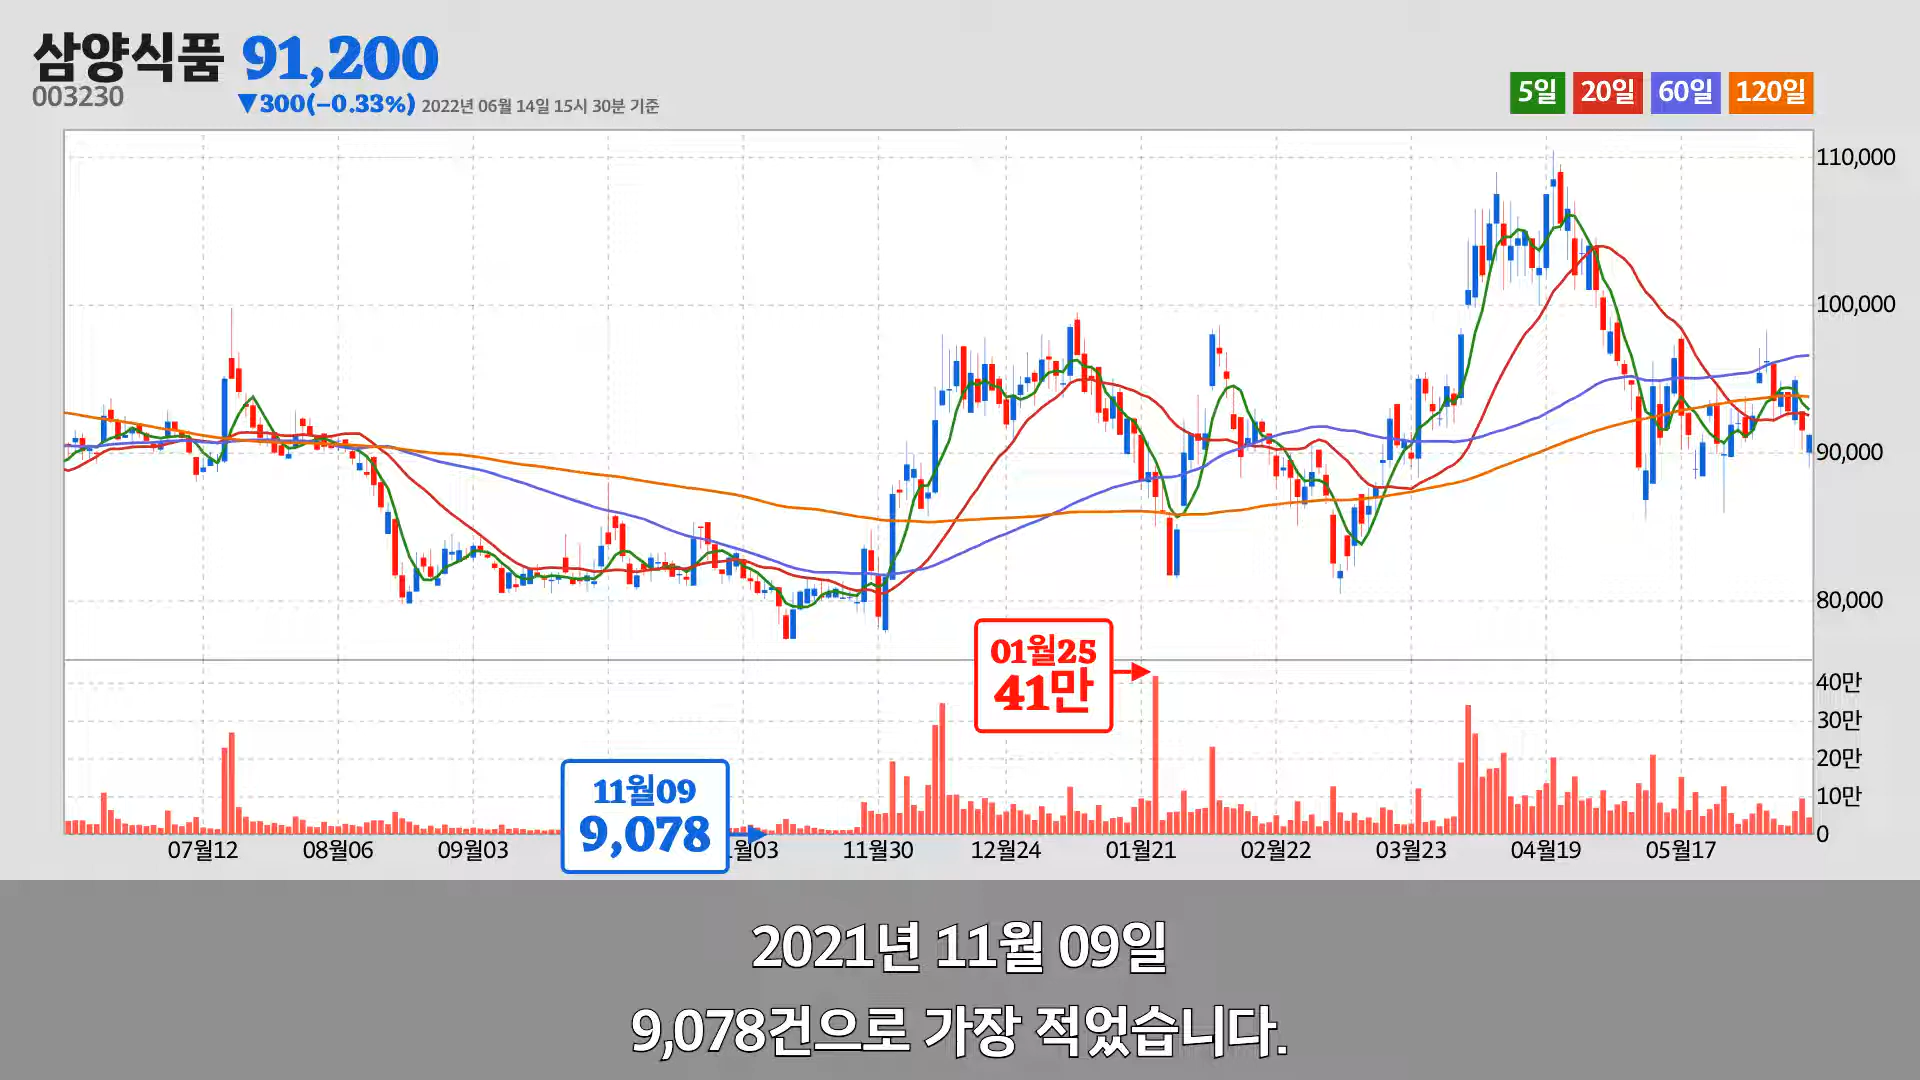 삼양식품 91,200
003230
▼300(-0.33%) 2022년 06월 14일 15시 30분 기준
5일 20일 60일 120일
110,000
100,000
90,000
80,000
01월25
41만
40만
30만
20만
10만
0
11월09
9,078
07월12 08월06 09월03 월03 11월30 12월24 01월21 02월22 03월23 04월19 05월17
2021년 11월 09일
9,078건으로 가장 적었습니다.